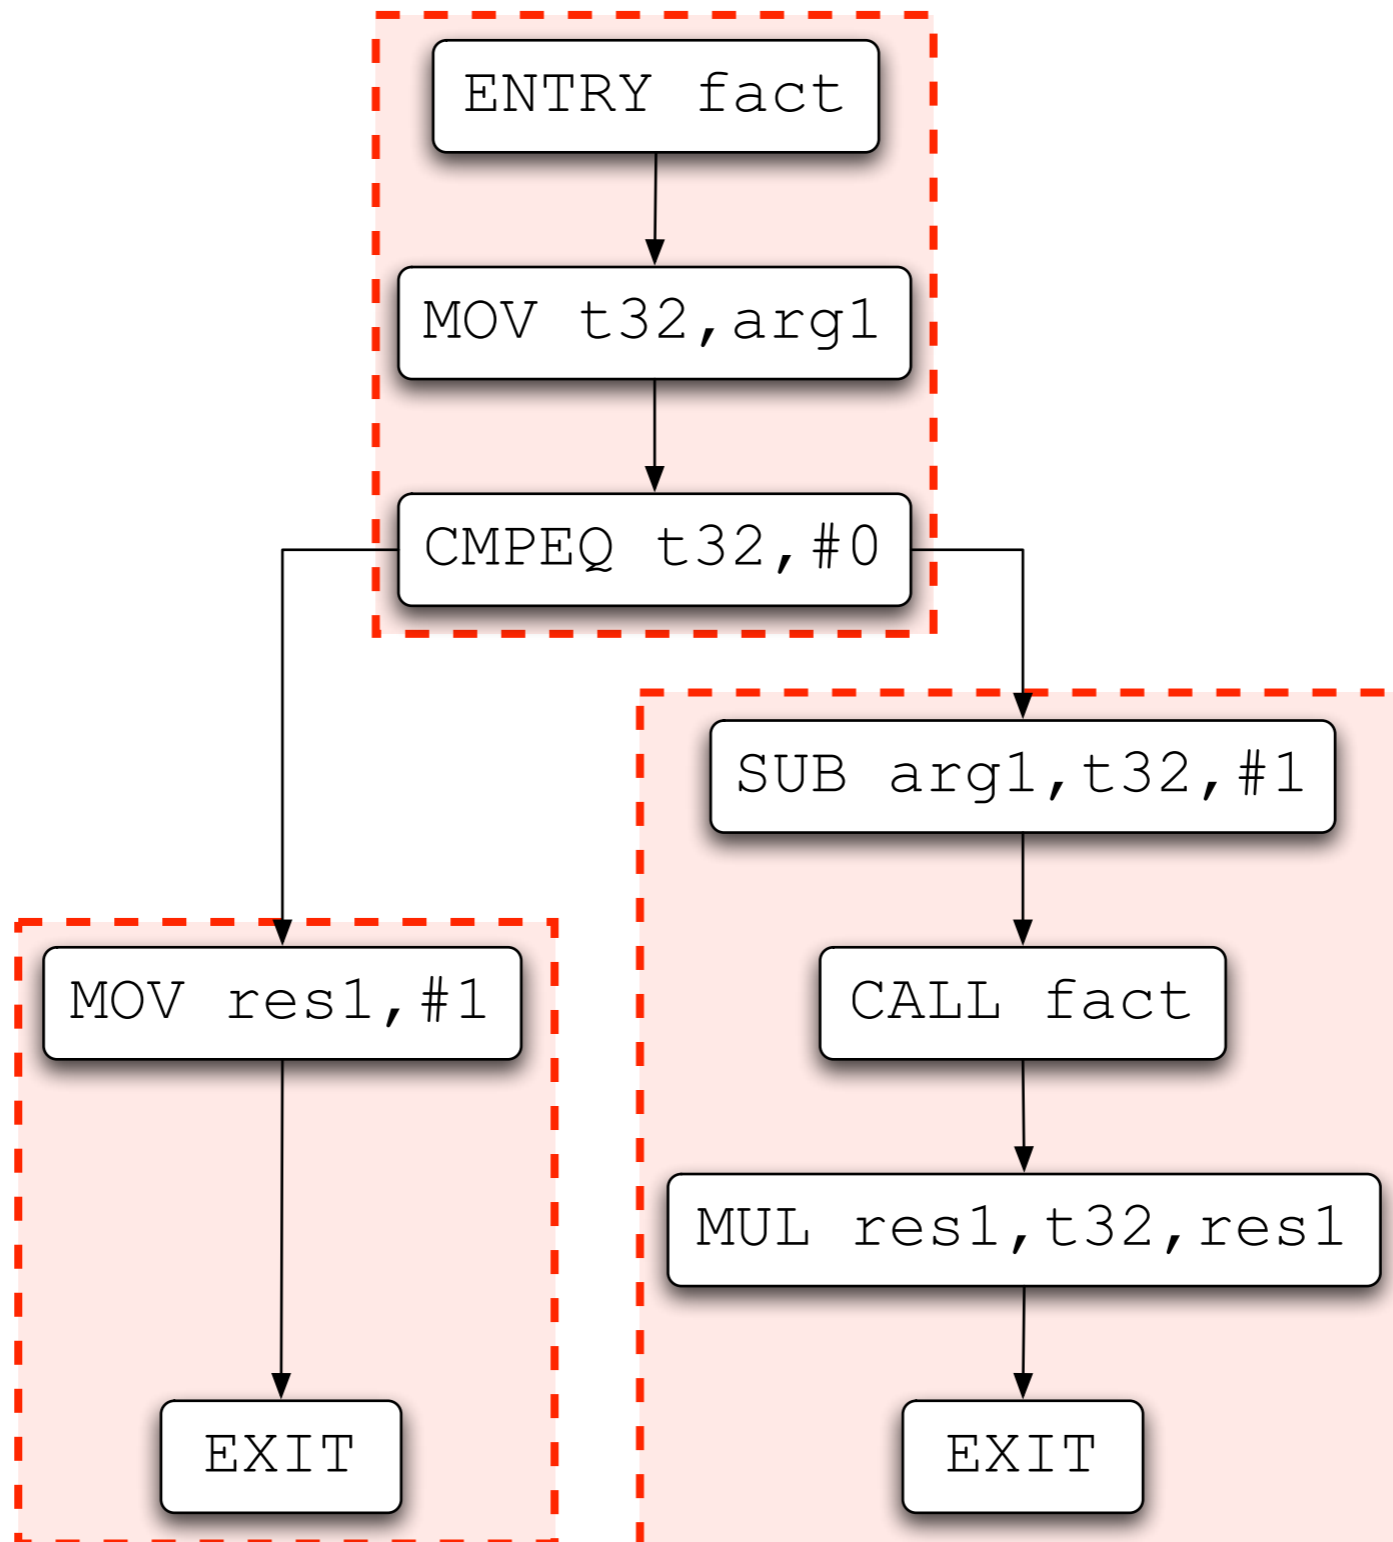 ENTRY fact
MOV t32,arg1
CMPEQ t32,#0
SUB arg1,t32,#1
MOV res1,#1
CALL fact
MUL res1,t32,res1
EXIT
EXIT